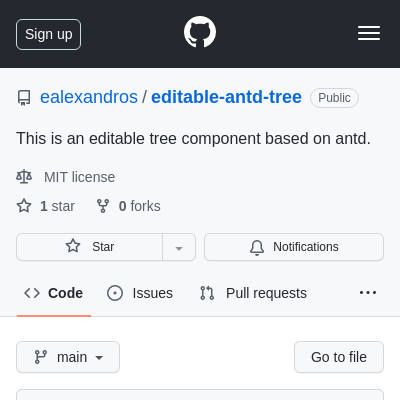 Sign up
ealexandros / editable-antd-tree Public
This is an editable tree component based on antd.
MIT license
1 star 0 forks
Star Notifications
Code Issues Pull requests
main Go to file